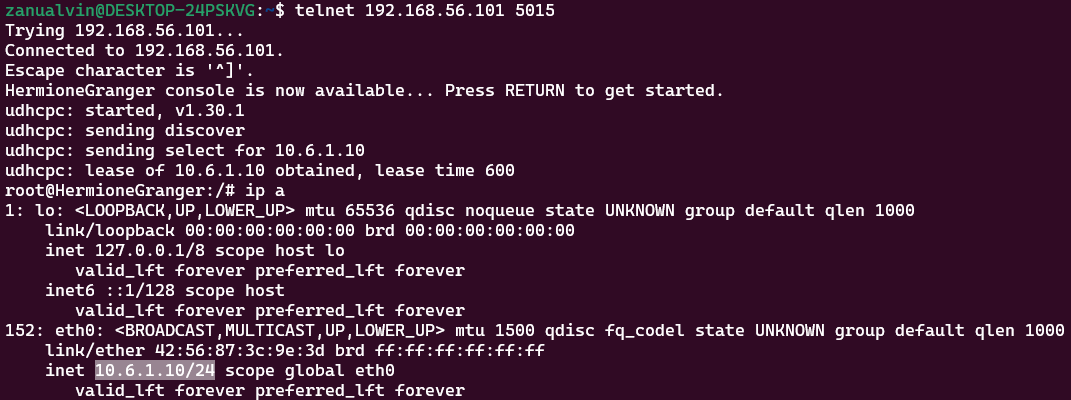 zanualvin@DESKTOP-24PSKVG:~$ telnet 192.168.56.101 5015
Trying 192.168.56.101...
Connected to 192.168.56.101.
Escape character is '^]'.
HermioneGranger console is now available... Press RETURN to get started.
udhcpc: started, v1.30.1
udhcpc: sending discover
udhcpc: sending select for 10.6.1.10
udhcpc: lease of 10.6.1.10 obtained, lease time 600
root@HermioneGranger:/# ip a
1: lo: <LOOPBACK,UP,LOWER_UP> mtu 65536 qdisc noqueue state UNKNOWN group default qlen 1000
    link/loopback 00:00:00:00:00:00 brd 00:00:00:00:00:00
    inet 127.0.0.1/8 scope host lo
       valid_lft forever preferred_lft forever
    inet6 ::1/128 scope host
       valid_lft forever preferred_lft forever
152: eth0: <BROADCAST,MULTICAST,UP,LOWER_UP> mtu 1500 qdisc fq_codel state UNKNOWN group default qlen 1000
    link/ether 42:56:87:3c:9e:3d brd ff:ff:ff:ff:ff:ff
    inet 10.6.1.10/24 scope global eth0
       valid_lft forever preferred_lft forever